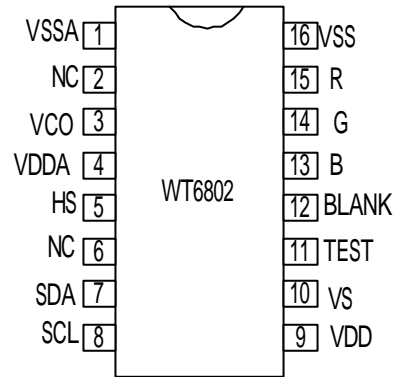 VSSA 1 16 VSS
NC 2 15 R
VCO 3 14 G
VDDA 4 13 B
WT6802
HS 5 12 BLANK
NC 6 11 TEST
SDA 7 10 VS
SCL 8 9 VDD